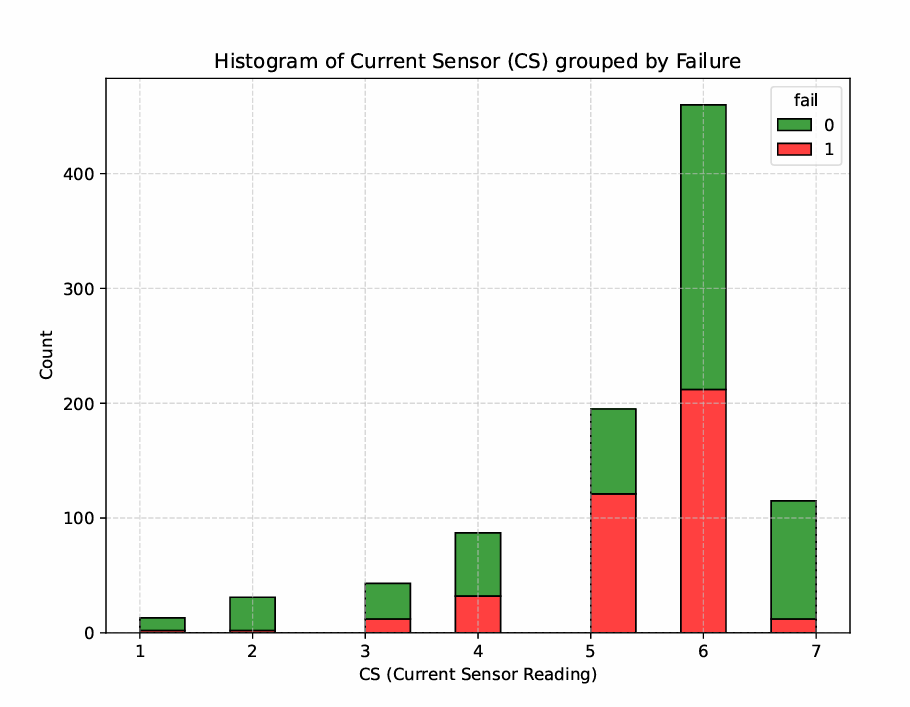 Histogram of Current Sensor (CS) grouped by Failure
fail
0
1
400
300
200
100
0
Count
1 2 3 4 5 6 7
CS (Current Sensor Reading)